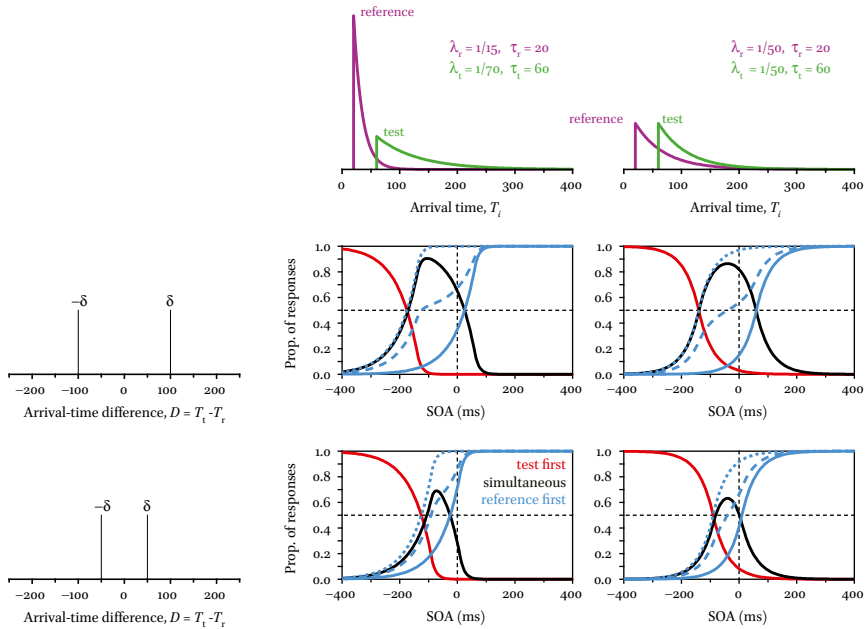 reference
λr = 1/15, τr = 20
λt = 1/70, τt = 60
test
0 100 200 300 400
Arrival time, Ti
λr = 1/50, τr = 20
λt = 1/50, τt = 60
reference
test
0 100 200 300 400
Arrival time, Ti
−δ δ
−200 −100 0 100 200
Arrival-time difference, D = Tt -Tr
Prop. of responses
1.0
0.8
0.6
0.4
0.2
0.0
−400 −200 0 200 400
SOA (ms)
1.0
0.8
0.6
0.4
0.2
0.0
−400 −200 0 200 400
SOA (ms)
−δ δ
−200 −100 0 100 200
Arrival-time difference, D = Tt -Tr
Prop. of responses
1.0
0.8
0.6
0.4
0.2
0.0
test first
simultaneous
reference first
−400 −200 0 200 400
SOA (ms)
1.0
0.8
0.6
0.4
0.2
0.0
−400 −200 0 200 400
SOA (ms)